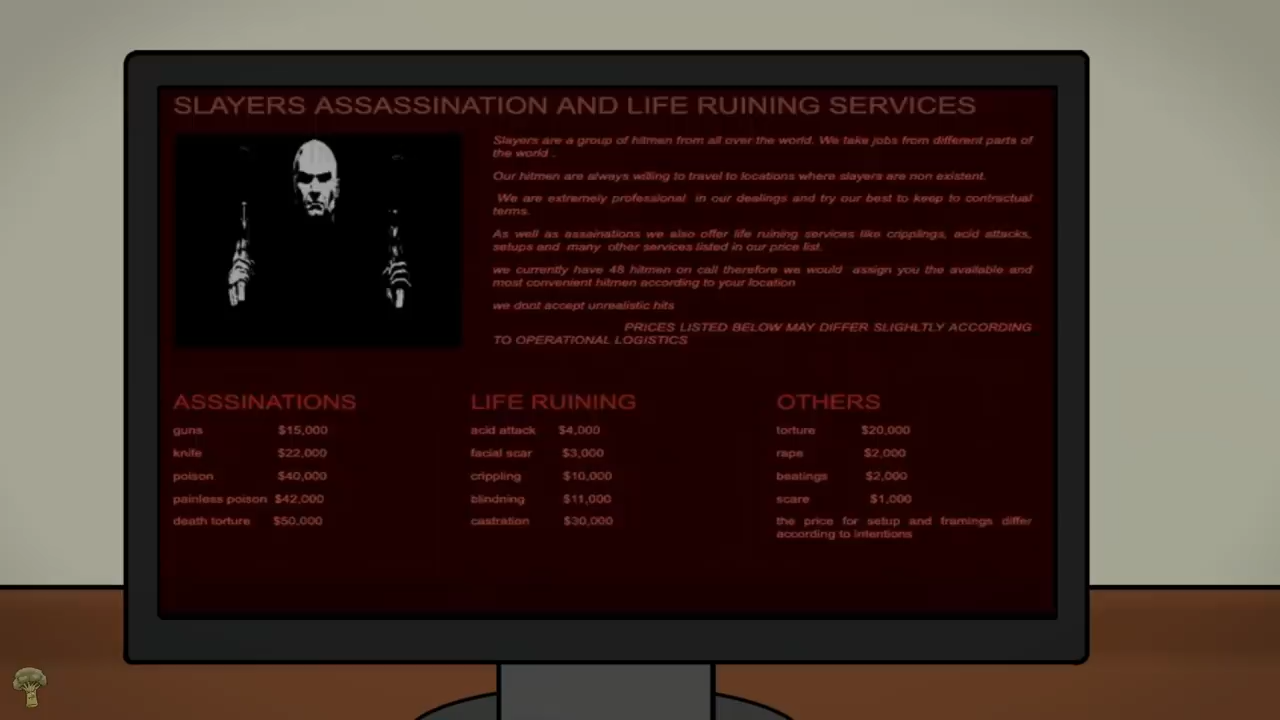 SLAYERS ASSASSINATION AND LIFE RUINING SERVICES
Slayers are a group of hitmen from all over the world. We take jobs from different parts of
the world .
Our hitmen are always willing to travel to locations where slayers are non existent.
We are extremely professional in our dealings and try our best to keep to contractual
terms.
As well as assainations we also offer life ruining services like cripplings, acid attacks,
setups and many other services listed in our price list.
we currently have 48 hitmen on call therefore we would assign you the available and
most convenient hitmen according to your location
we dont accept unrealistic hits
PRICES LISTED BELOW MAY DIFFER SLIGHLTLY ACCORDING
TO OPERATIONAL LOGISTICS
ASSSINATIONS
guns $15,000
knife $22,000
poison $40,000
painless poison $42,000
death torture $50,000
LIFE RUINING
acid attack $4,000
facial scar $3,000
crippling $10,000
blindning $11,000
castration $30,000
OTHERS
torture $20,000
rape $2,000
beatings $2,000
scare $1,000
the price for setup and framings differ
according to intentions